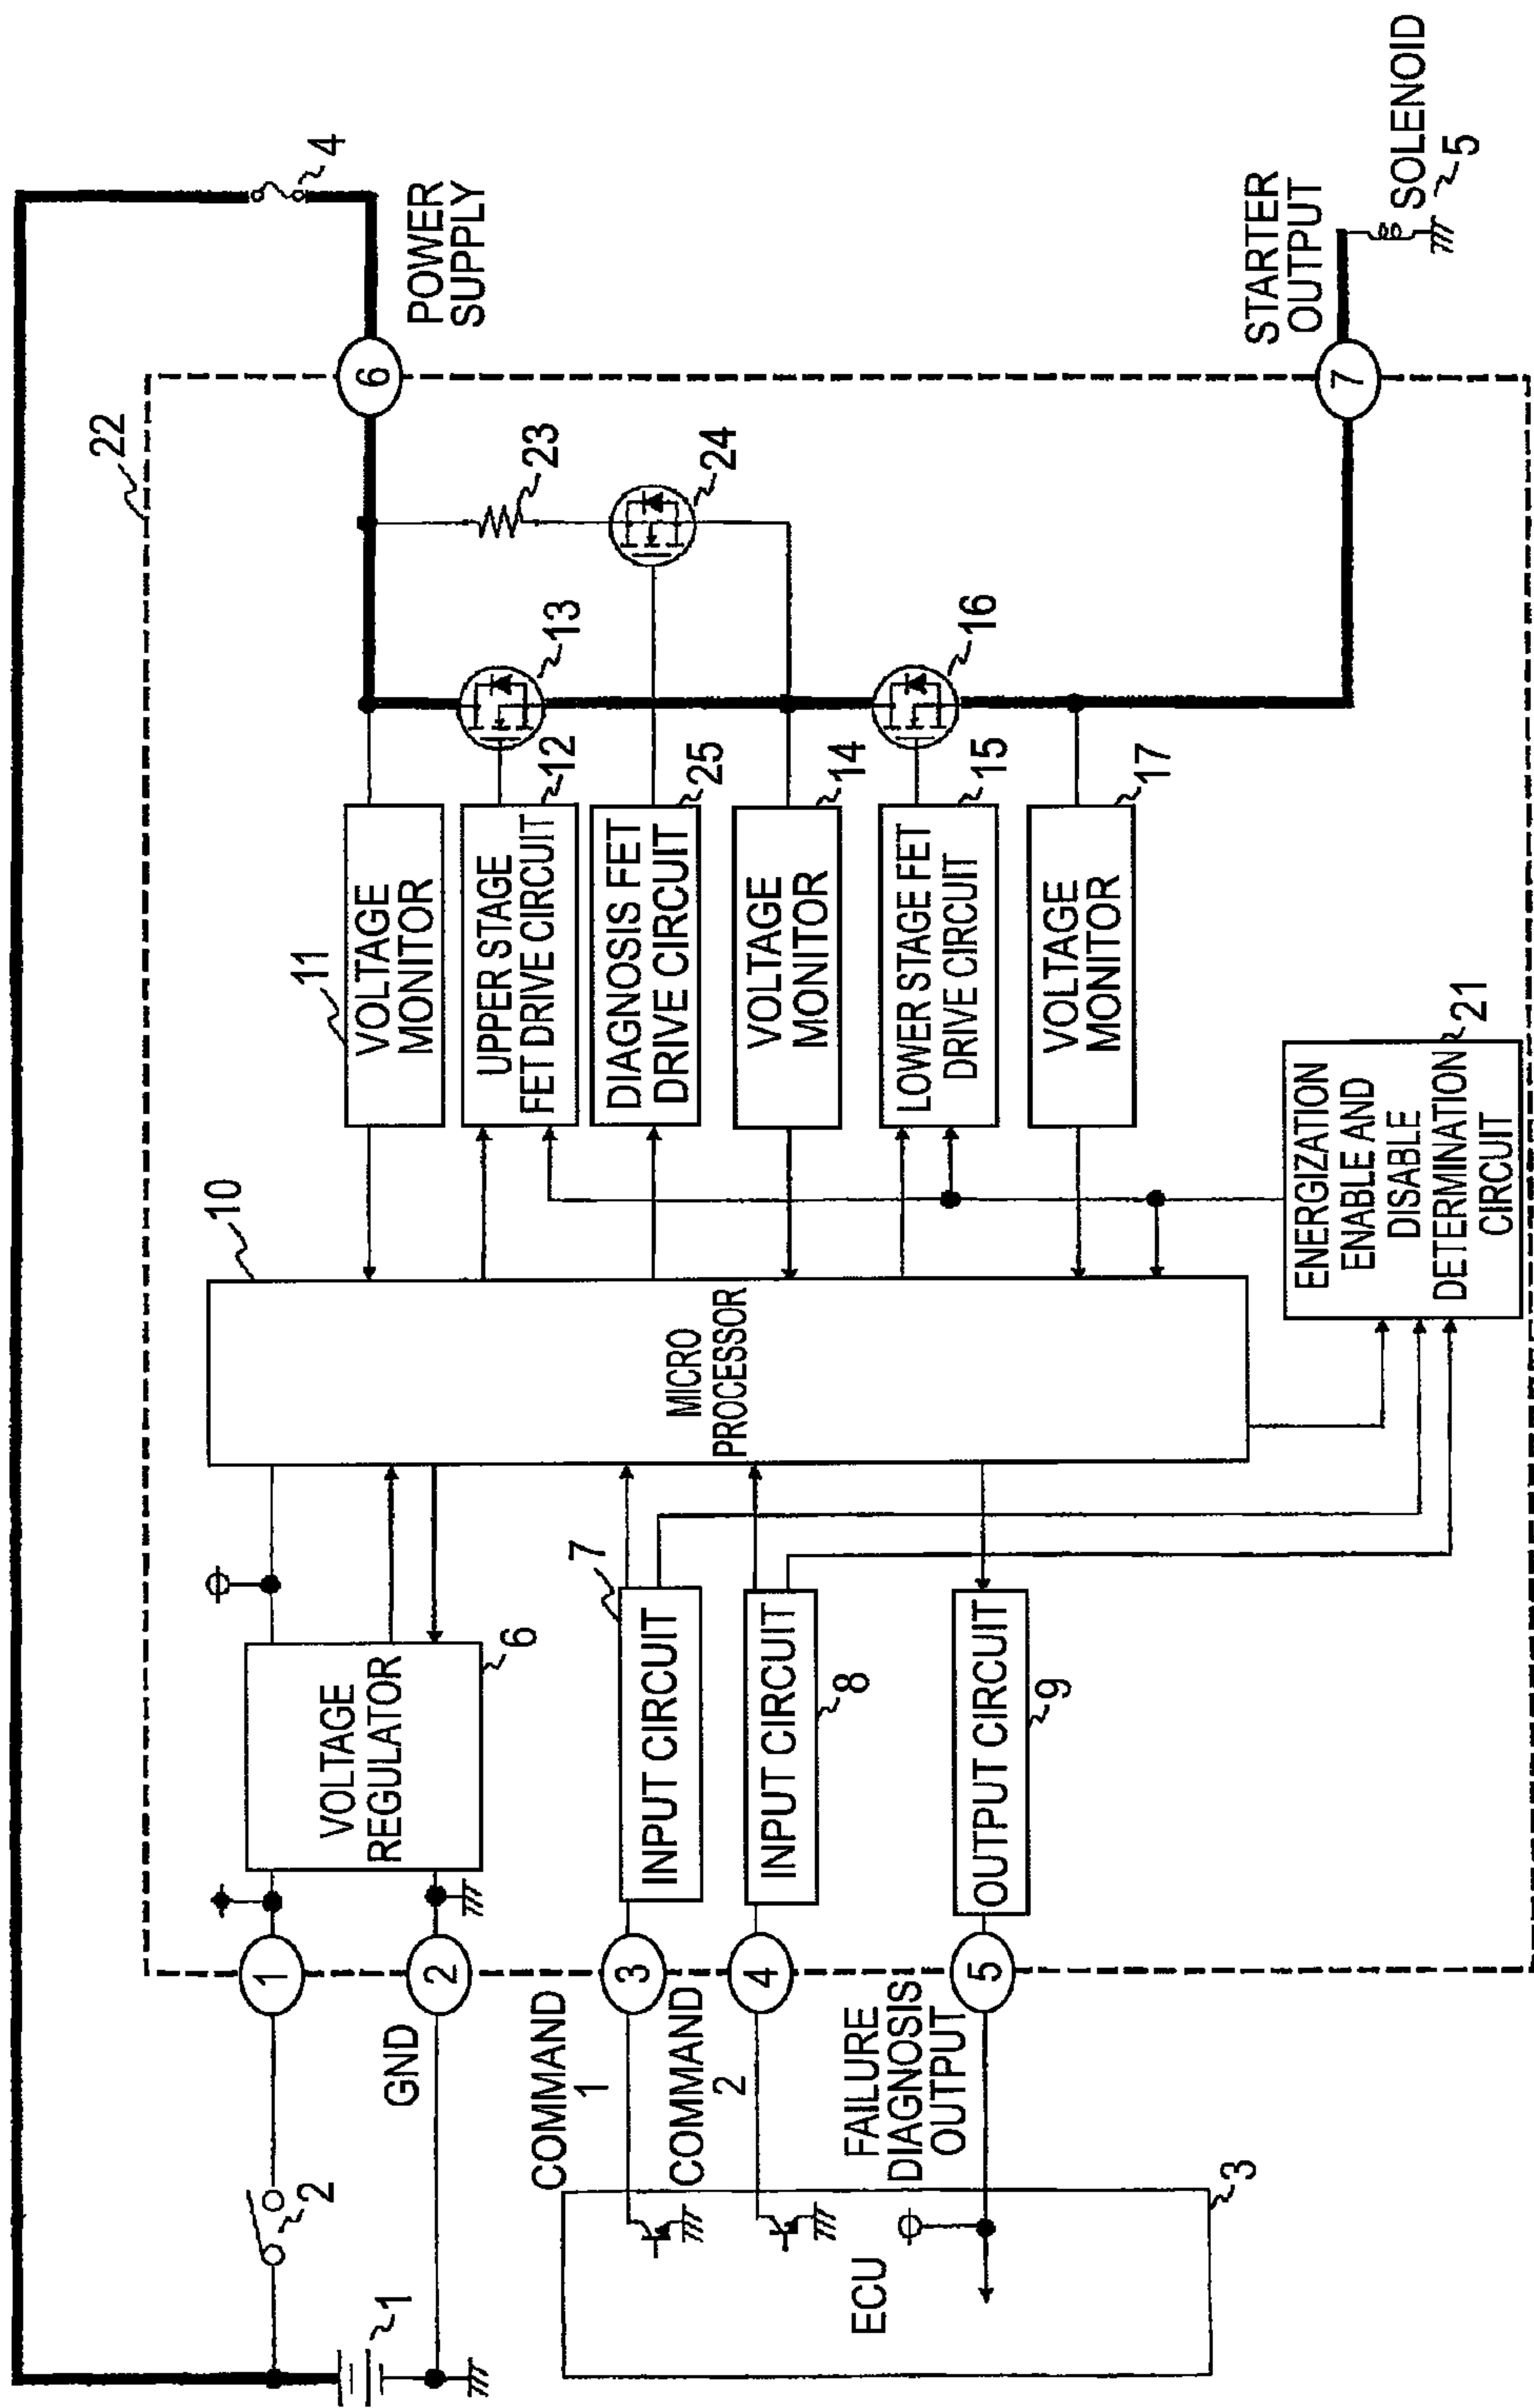 22
4
POWER
SUPPLY
1
2
GND
2
1
VOLTAGE
REGULATOR
6
10
MICRO
PROCESSOR
11
VOLTAGE
MONITOR
UPPER STAGE
FET DRIVE CIRCUIT
12
13
DIAGNOSIS FET
DRIVE CIRCUIT
25
23
24
VOLTAGE
MONITOR
14
LOWER STAGE FET
DRIVE CIRCUIT
15
16
VOLTAGE
MONITOR
17
6
COMMAND
1
3
INPUT CIRCUIT
7
COMMAND
2
4
INPUT CIRCUIT
8
FAILURE
DIAGNOSIS
OUTPUT
5
OUTPUT CIRCUIT
9
ECU
3
ENERGIZATION
ENABLE AND
DISABLE
DETERMINATION
CIRCUIT
21
7
STARTER
OUTPUT
SOLENOID
5